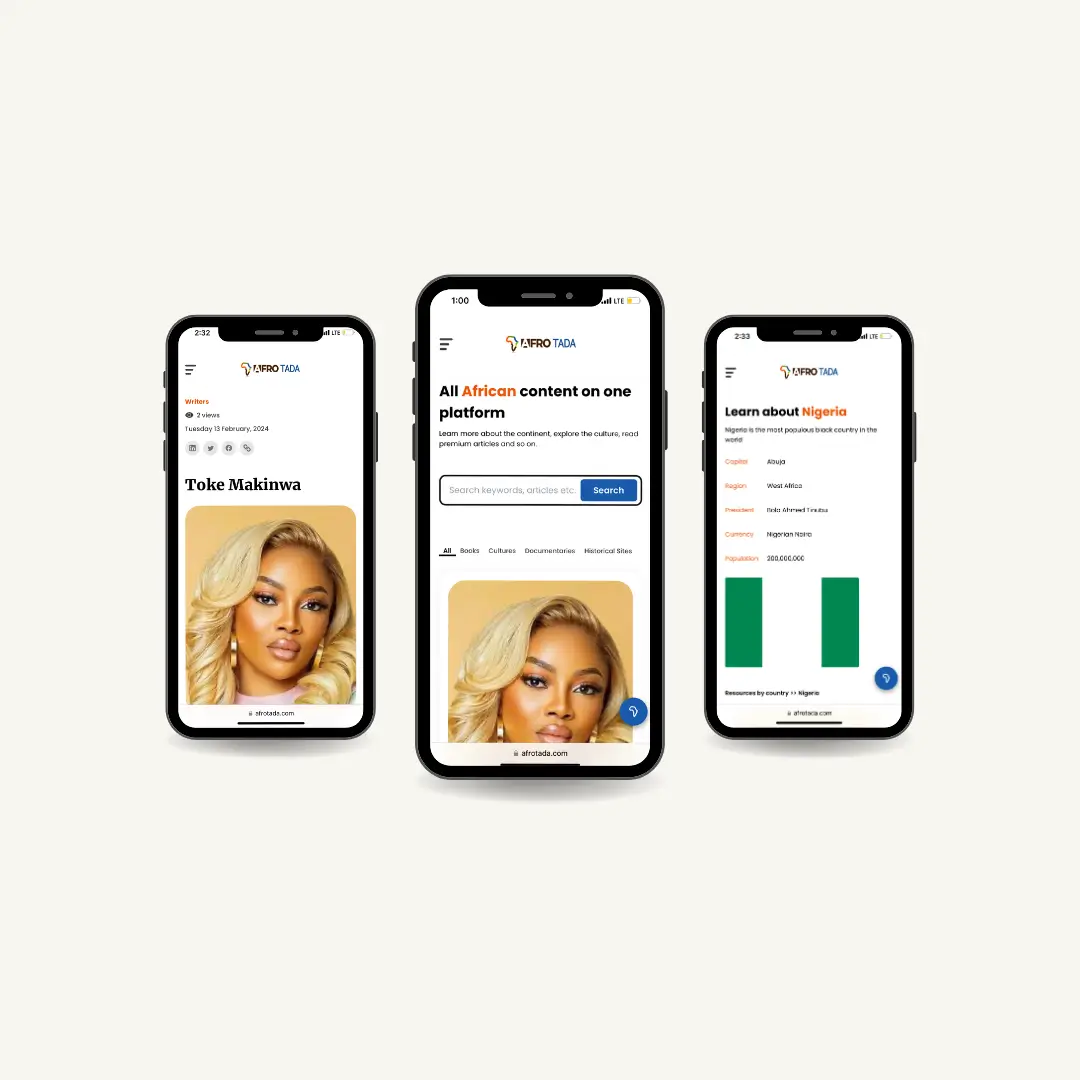 2:32
LTE
AFRO TADA
Writers
2 views
Tuesday 13 February, 2024
Toke Makinwa
afrotada.com
1:00
LTE
AFRO TADA
All African content on one
platform
Learn more about the continent, explore the culture, read
premium articles and so on.
Search keywords, articles etc.
Search
All Books Cultures Documentaries Historical Sites
afrotada.com
2:33
LTE
AFRO TADA
Learn about Nigeria
Nigeria is the most populous black country in the
world
Capital Abuja
Region West Africa
President Bola Ahmed Tinubu
Currency Nigerian Naira
Population 200,000,000
Resources by country >> Nigeria
afrotada.com